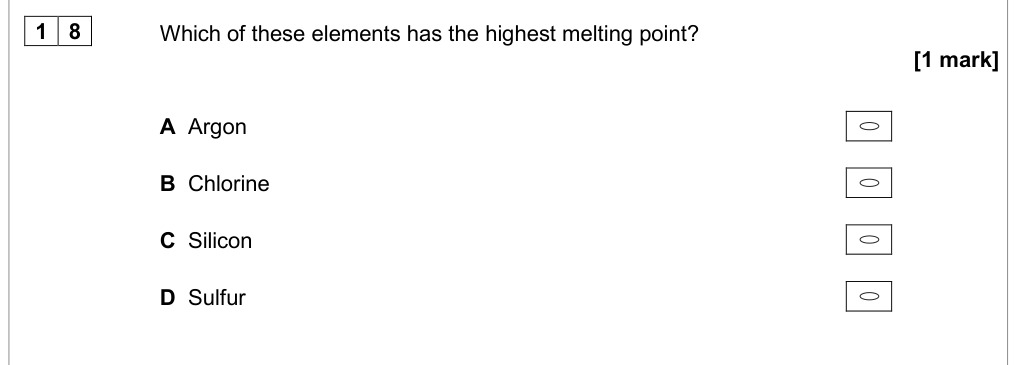 1 8 Which of these elements has the highest melting point?
[1 mark]
A Argon
B Chlorine
C Silicon
D Sulfur